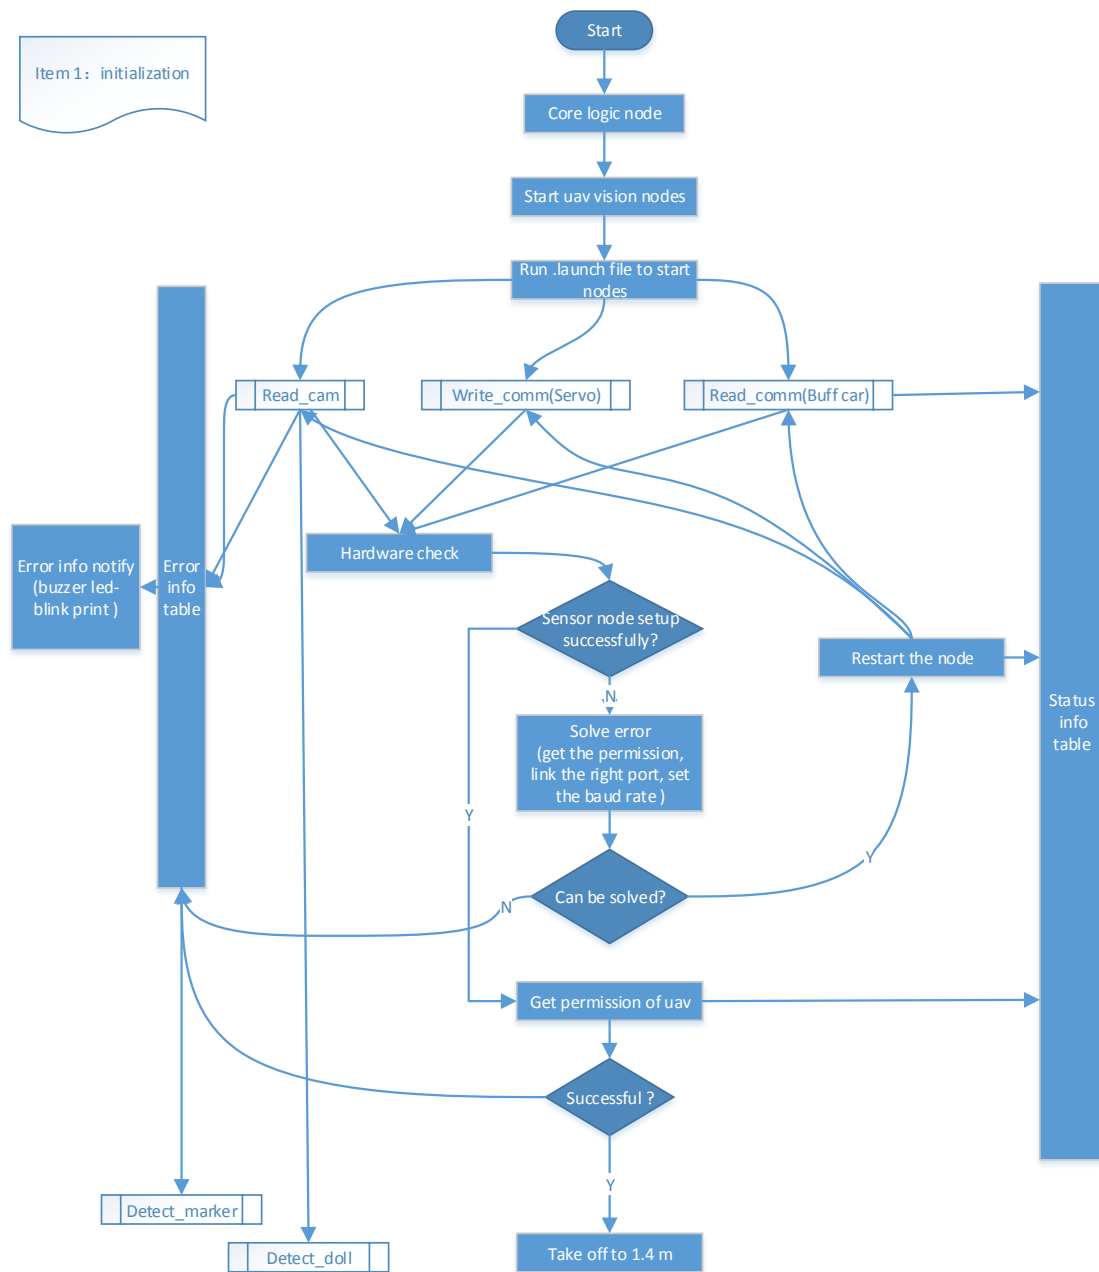 Start
Item 1：initialization
Core logic node
Start uav vision nodes
Run .launch file to start
nodes
Read_cam
Write_comm(Servo)
Read_comm(Buff car)
Error info notify
(buzzer led-
blink print )
Error
info
table
Hardware check
Sensor node setup
successfully?
Restart the node
N
Status
info
table
Solve error
(get the permission,
link the right port, set
the baud rate )
Y
Y
Can be solved?
N
Get permission of uav
Successful ?
Y
Detect_marker
Detect_doll
Take off to 1.4 m